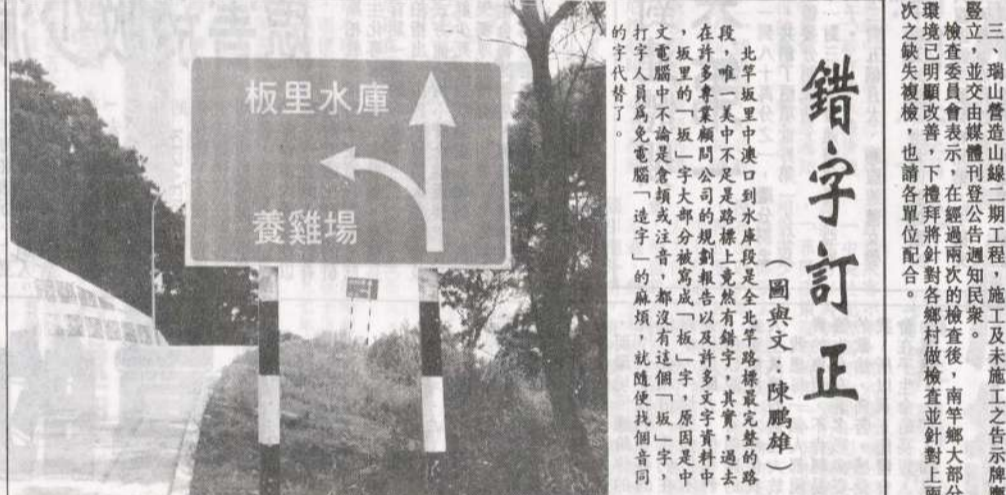 三、瑞山營造山線二期工程，施工及未施工之告示牌
豎立，並交由媒體刊登公告週知民衆。
檢查委員會表示，在經過兩次的檢查後，南竿鄉大部分
環境已明顯改善，下禮拜將針對各鄉村做檢查並針對上兩
次之缺失複檢，也請各單位配合。
錯字訂正
（圖與文：陳鵬雄）
北竿坂里中澳口到水庫段是全北竿路標最完整的路
段，唯一美中不足是路標上竟然有錯字，其實，過去
在許多專業顧問公司的規劃報告以及許多文字資料中
，坂里的「坂」字大部分被寫成「板」字，原因是中
文電腦中不論是倉頡或注音，都沒有這個「坂」字，
打字人員爲免電腦「造字」的麻煩，就隨便找個音同
的字代替了。
板里水庫
養雞場